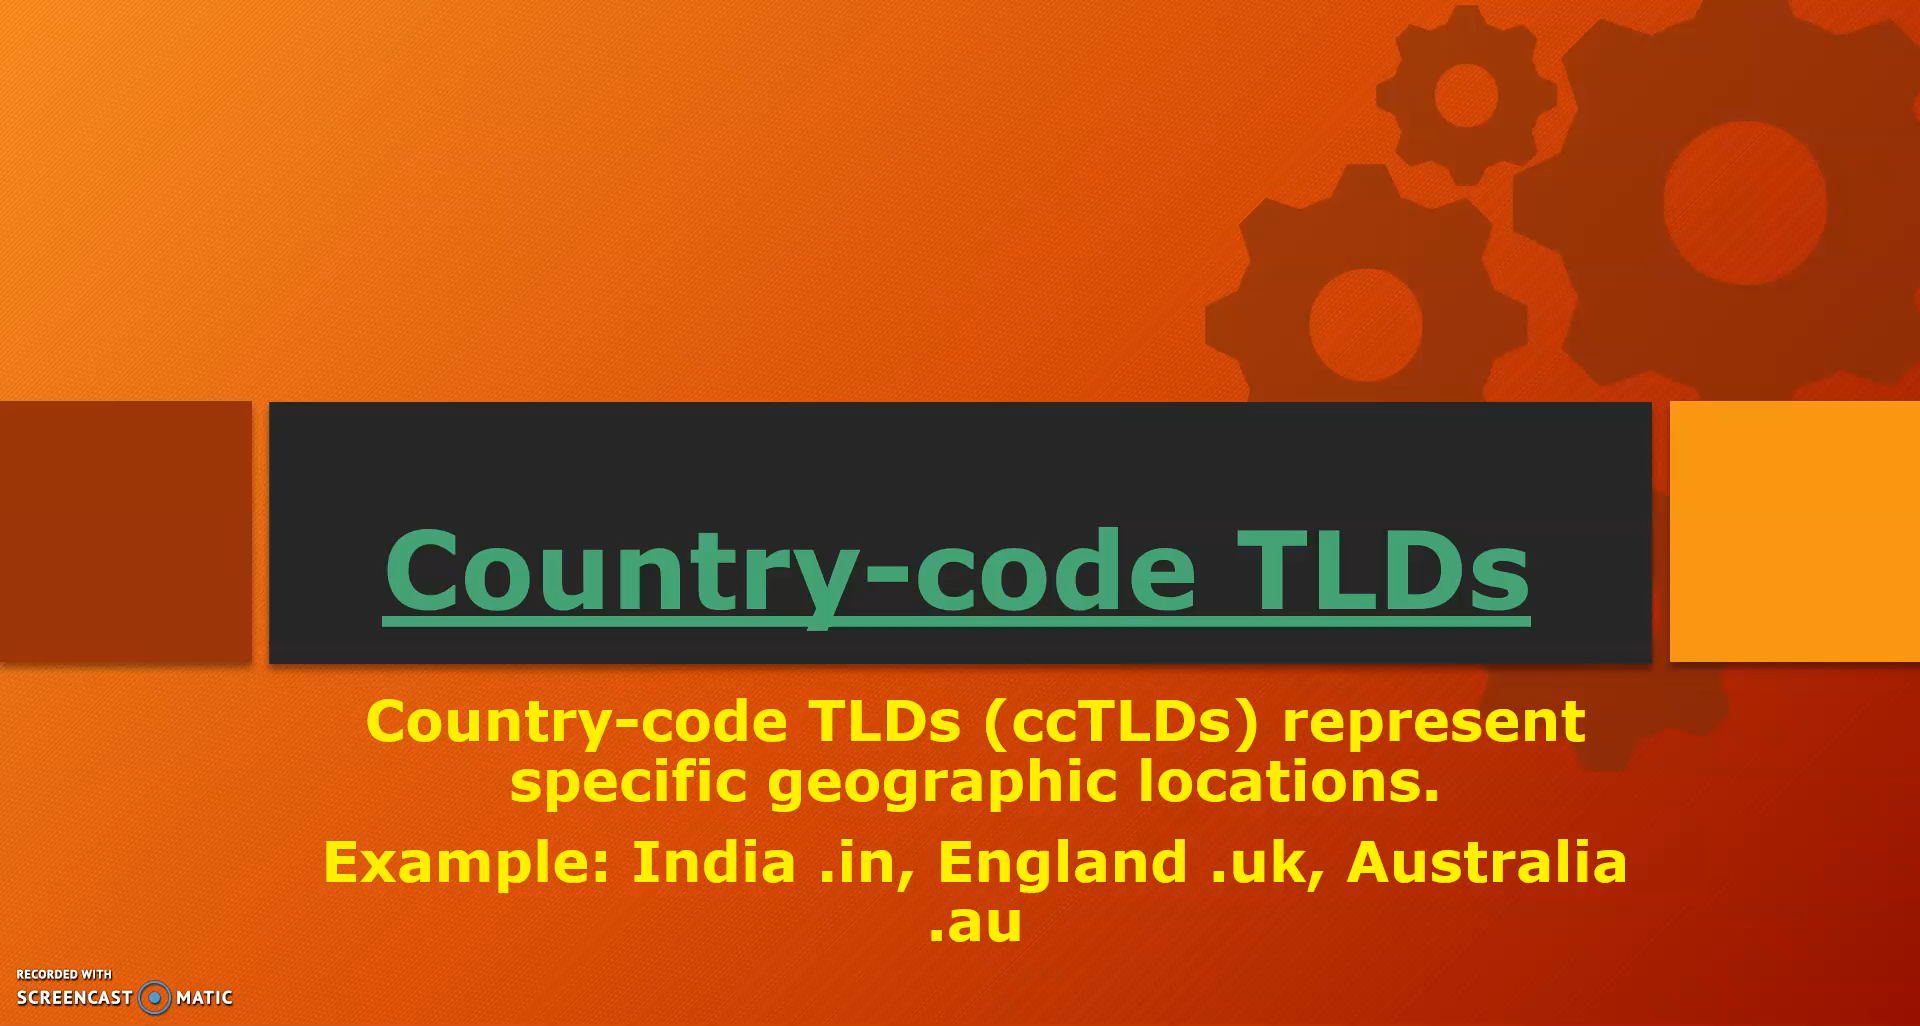 Country-code TLDs
Country-code TLDs (ccTLDs) represent
specific geographic locations.
Example: India .in, England .uk, Australia
.au
RECORDED WITH
SCREENCAST MATIC